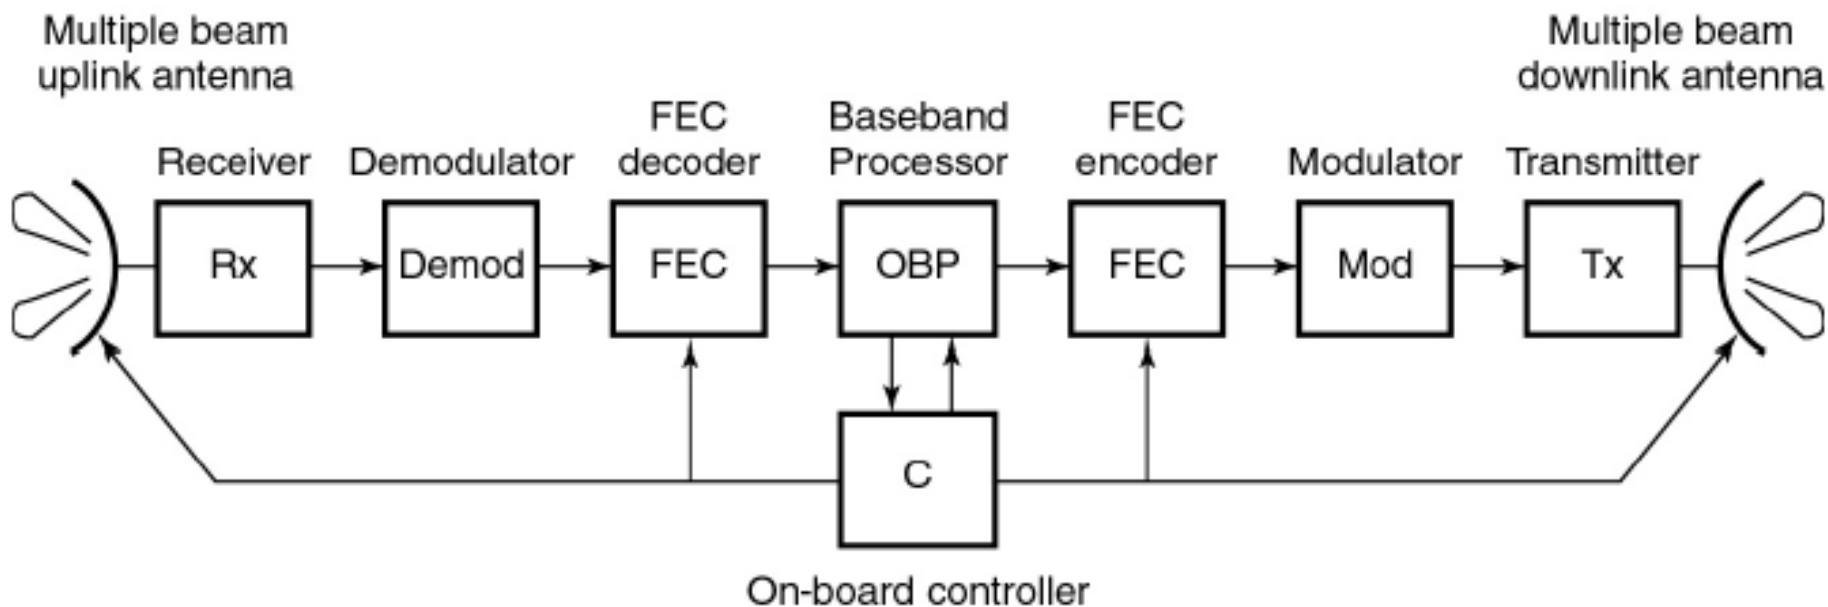 Multiple beam
uplink antenna
Multiple beam
downlink antenna
Receiver
Demodulator
FEC
decoder
Baseband
Processor
FEC
encoder
Modulator
Transmitter
Rx
Demod
FEC
OBP
FEC
Mod
Tx
C
On-board controller